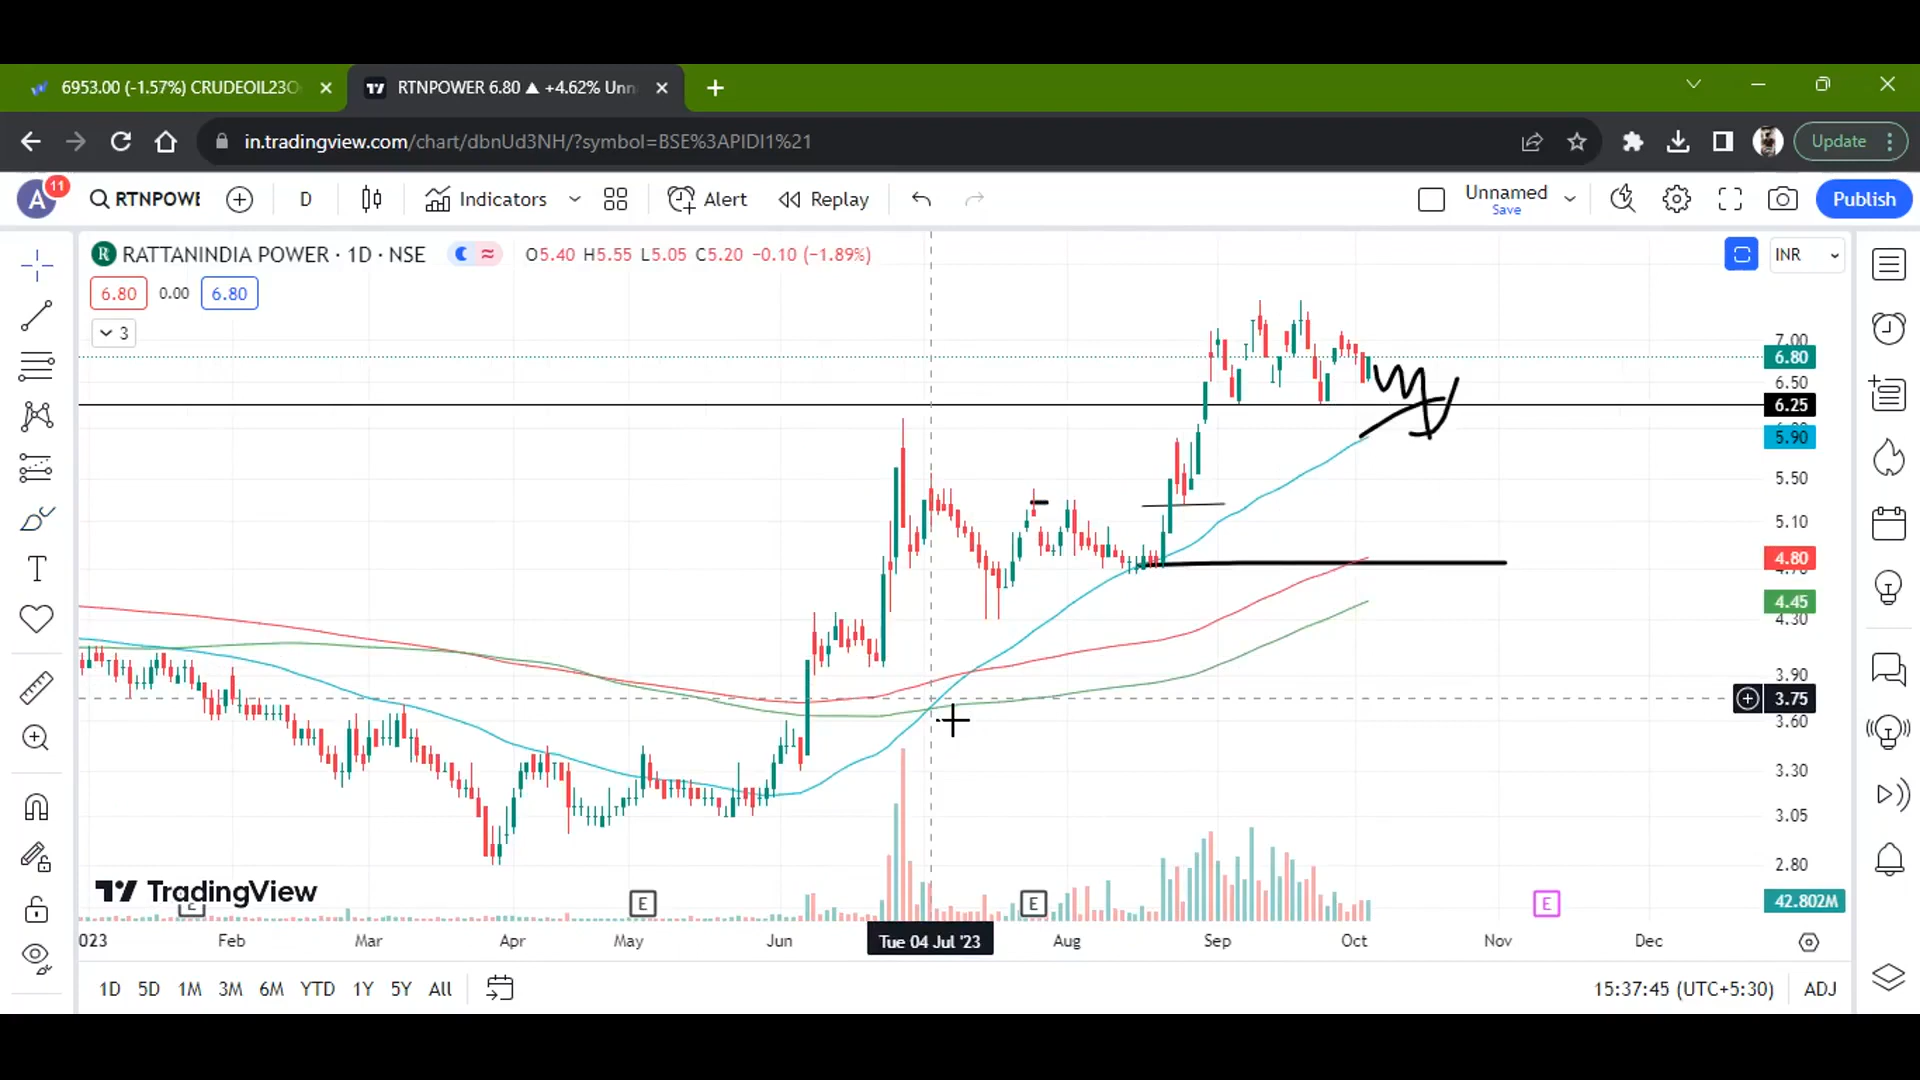 6953.00 (-1.57%) CRUDEOIL23O
RTNPOWER 6.80 ▲ +4.62% Unn
in.tradingview.com/chart/dbnUd3NH/?symbol=BSE%3APIDI1%21
Update
A 11 RTNPOWE D Indicators Alert Replay Unnamed Save Publish
R RATTANINDIA POWER · 1D · NSE O5.40 H5.55 L5.05 C5.20 −0.10 (−1.89%)
INR
6.80 0.00 6.80
3
7.00
6.80
6.50
6.25
5.90
5.50
5.10
4.80
4.45
4.30
3.90
3.75
3.60
3.30
3.05
2.80
42.802M
TradingView
E E E E
023 Feb Mar Apr May Jun Tue 04 Jul '23 Aug Sep Oct Nov Dec
1D 5D 1M 3M 6M YTD 1Y 5Y All 15:37:45 (UTC+5:30) ADJ